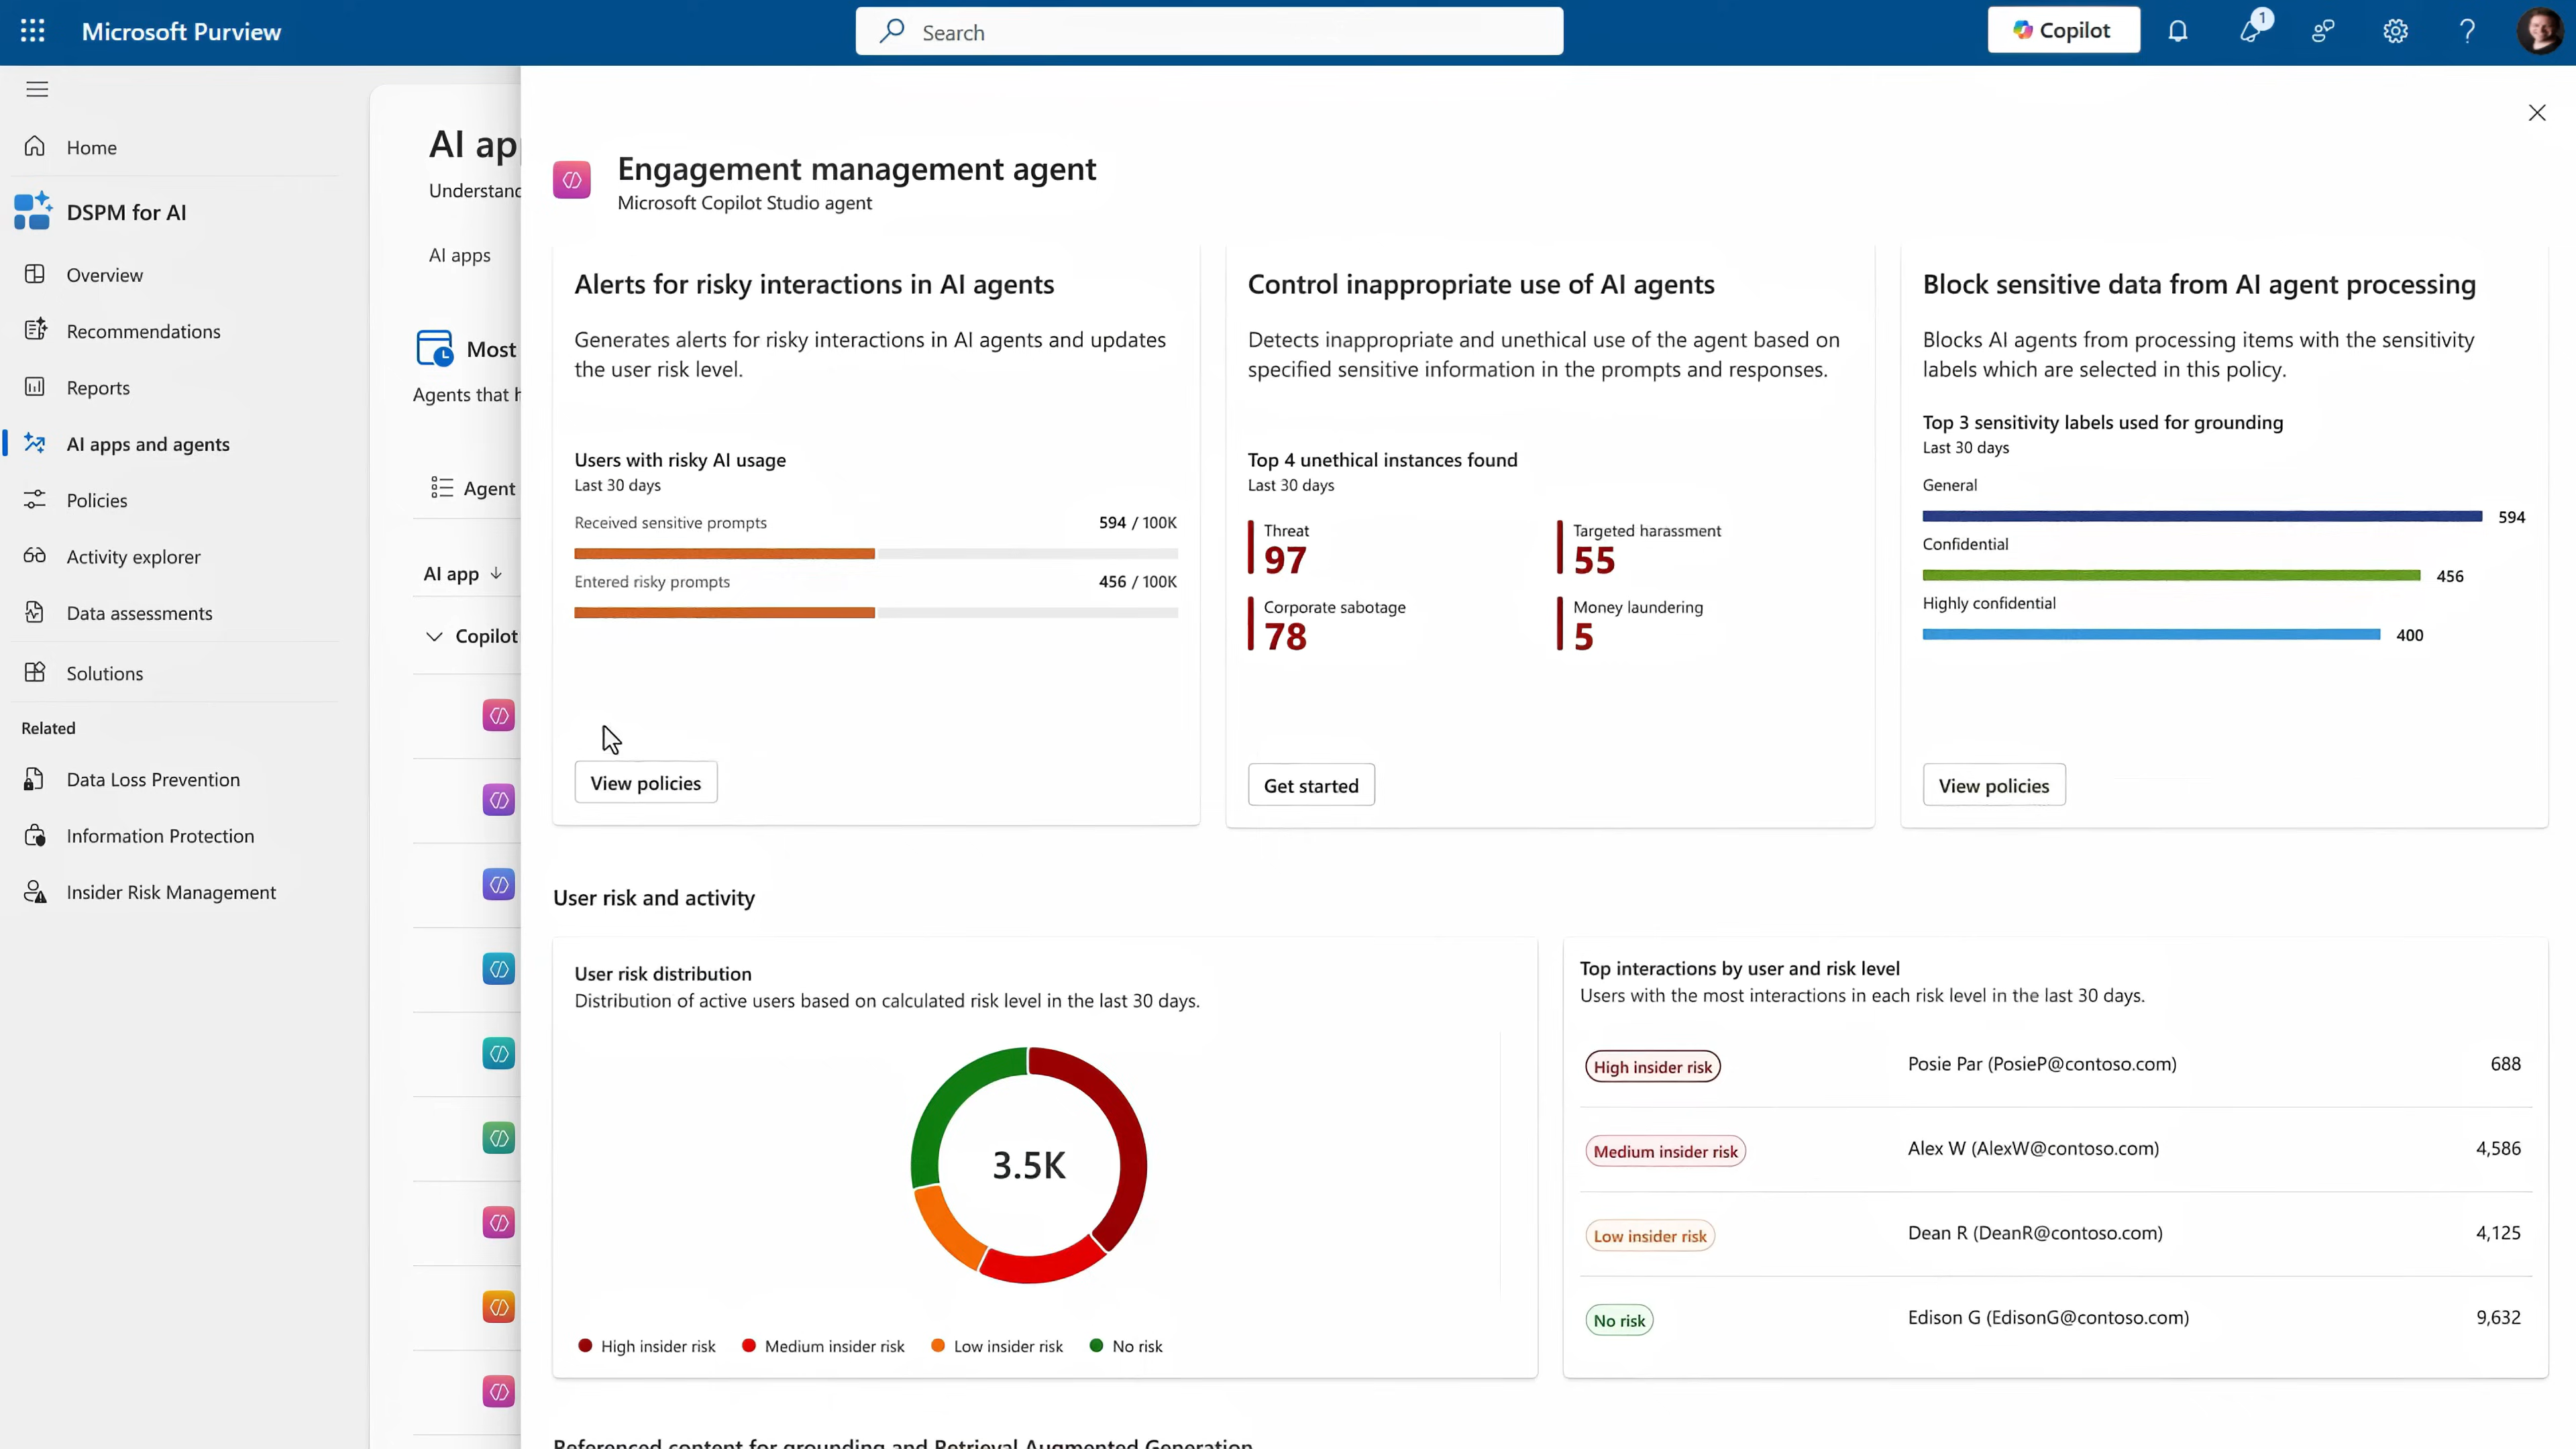 Microsoft Purview
Search
Copilot
1
Home
DSPM for AI
Overview
Recommendations
Reports
AI apps and agents
Policies
Activity explorer
Data assessments
Solutions
Related
Data Loss Prevention
Information Protection
Insider Risk Management
AI ap
Understand
AI apps
Most
Agents that h
Agent
AI app
Copilot
Engagement management agent
Microsoft Copilot Studio agent
Alerts for risky interactions in AI agents
Generates alerts for risky interactions in AI agents and updates
the user risk level.
Users with risky AI usage
Last 30 days
Received sensitive prompts 594 / 100K
Entered risky prompts 456 / 100K
View policies
Control inappropriate use of AI agents
Detects inappropriate and unethical use of the agent based on
specified sensitive information in the prompts and responses.
Top 4 unethical instances found
Last 30 days
Threat
97
Targeted harassment
55
Corporate sabotage
78
Money laundering
5
Get started
Block sensitive data from AI agent processing
Blocks AI agents from processing items with the sensitivity
labels which are selected in this policy.
Top 3 sensitivity labels used for grounding
Last 30 days
General
594
Confidential
456
Highly confidential
400
View policies
User risk and activity
User risk distribution
Distribution of active users based on calculated risk level in the last 30 days.
3.5K
High insider risk Medium insider risk Low insider risk No risk
Top interactions by user and risk level
Users with the most interactions in each risk level in the last 30 days.
High insider risk Posie Par (PosieP@contoso.com) 688
Medium insider risk Alex W (AlexW@contoso.com) 4,586
Low insider risk Dean R (DeanR@contoso.com) 4,125
No risk Edison G (EdisonG@contoso.com) 9,632
Referenced content for grounding and Retrieval Augmented Generation